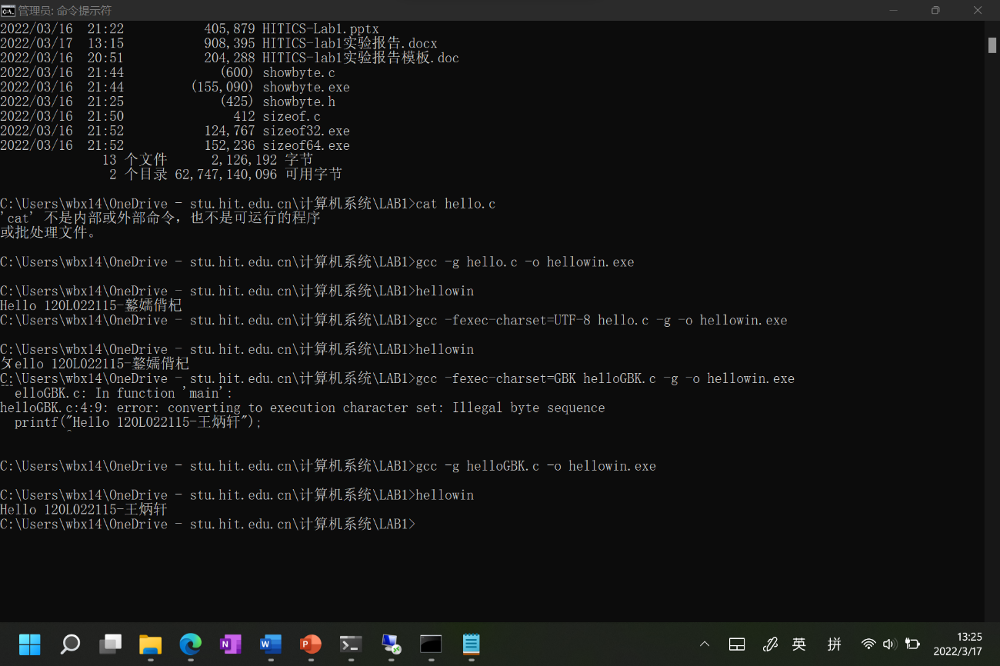 管理员: 命令提示符
2022/03/16  21:22           405,879 HITICS-Lab1.pptx
2022/03/17  13:15           908,395 HITICS-lab1实验报告.docx
2022/03/16  20:51           204,288 HITICS-lab1实验报告模板.doc
2022/03/16  21:44             (600) showbyte.c
2022/03/16  21:44         (155,090) showbyte.exe
2022/03/16  21:25             (425) showbyte.h
2022/03/16  21:50               412 sizeof.c
2022/03/16  21:52           124,767 sizeof32.exe
2022/03/16  21:52           152,236 sizeof64.exe
13 个文件      2,126,192 字节
2 个目录 62,747,140,096 可用字节
C:\Users\wbx14\OneDrive - stu.hit.edu.cn\计算机系统\LAB1>cat hello.c
'cat' 不是内部或外部命令，也不是可运行的程序
或批处理文件。
C:\Users\wbx14\OneDrive - stu.hit.edu.cn\计算机系统\LAB1>gcc -g hello.c -o hellowin.exe
C:\Users\wbx14\OneDrive - stu.hit.edu.cn\计算机系统\LAB1>hellowin
Hello 120L022115-
C:\Users\wbx14\OneDrive - stu.hit.edu.cn\计算机系统\LAB1>gcc -fexec-charset=UTF-8 hello.c -g -o hellowin.exe
C:\Users\wbx14\OneDrive - stu.hit.edu.cn\计算机系统\LAB1>hellowin
ello 120L022115-
C:\Users\wbx14\OneDrive - stu.hit.edu.cn\计算机系统\LAB1>gcc -fexec-charset=GBK helloGBK.c -g -o hellowin.exe
elloGBK.c: In function 'main':
helloGBK.c:4:9: error: converting to execution character set: Illegal byte sequence
printf("Hello 120L022115-王炳轩");
^
C:\Users\wbx14\OneDrive - stu.hit.edu.cn\计算机系统\LAB1>gcc -g helloGBK.c -o hellowin.exe
C:\Users\wbx14\OneDrive - stu.hit.edu.cn\计算机系统\LAB1>hellowin
Hello 120L022115-王炳轩
C:\Users\wbx14\OneDrive - stu.hit.edu.cn\计算机系统\LAB1>
英 拼 13:25
2022/3/17